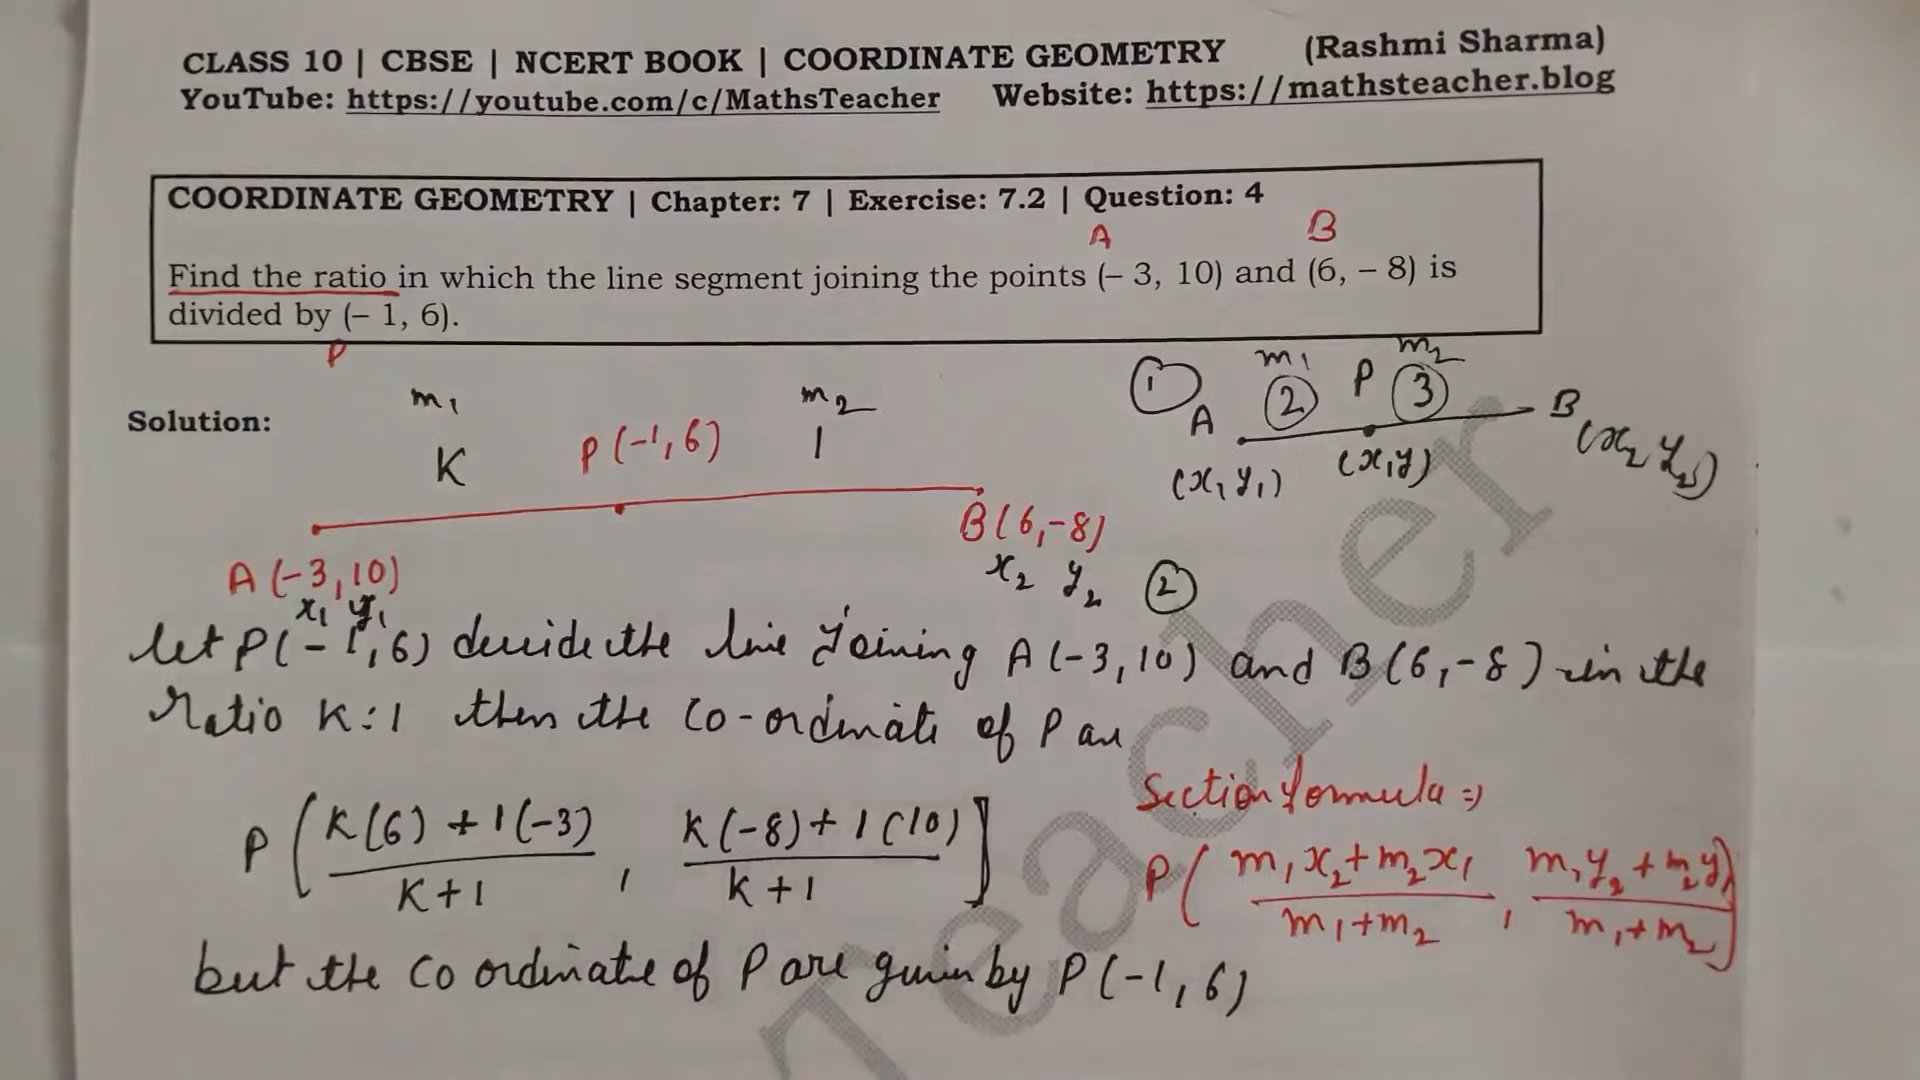 CLASS 10 | CBSE | NCERT BOOK | COORDINATE GEOMETRY (Rashmi Sharma)
YouTube: https://youtube.com/c/MathsTeacher Website: https://mathsteacher.blog
COORDINATE GEOMETRY | Chapter: 7 | Exercise: 7.2 | Question: 4
A B
Find the ratio in which the line segment joining the points (– 3, 10) and (6, – 8) is
divided by (– 1, 6).
P
Solution:
m₁ m₂
K P(-1,6) 1
A(-3,10) B(6,-8)
x₁ y₁ x₂ y₂
① m₁ m₂
A ② P ③ B
(x₁ y₁) (x,y) (x₂ y₂)
②
let P(-1,6) devide the line Joining A(-3,10) and B(6,-8) in the
Ratio K:1 then the co-ordinate of P are
P(K(6)+1(-3)/K+1, K(-8)+1(10)/K+1]
Section formula ⇒
P(m₁x₂+m₂x₁/m₁+m₂, m₁y₂+m₂y₁/m₁+m₂)
but the co ordinate of P are given by P(-1,6)
Teacher